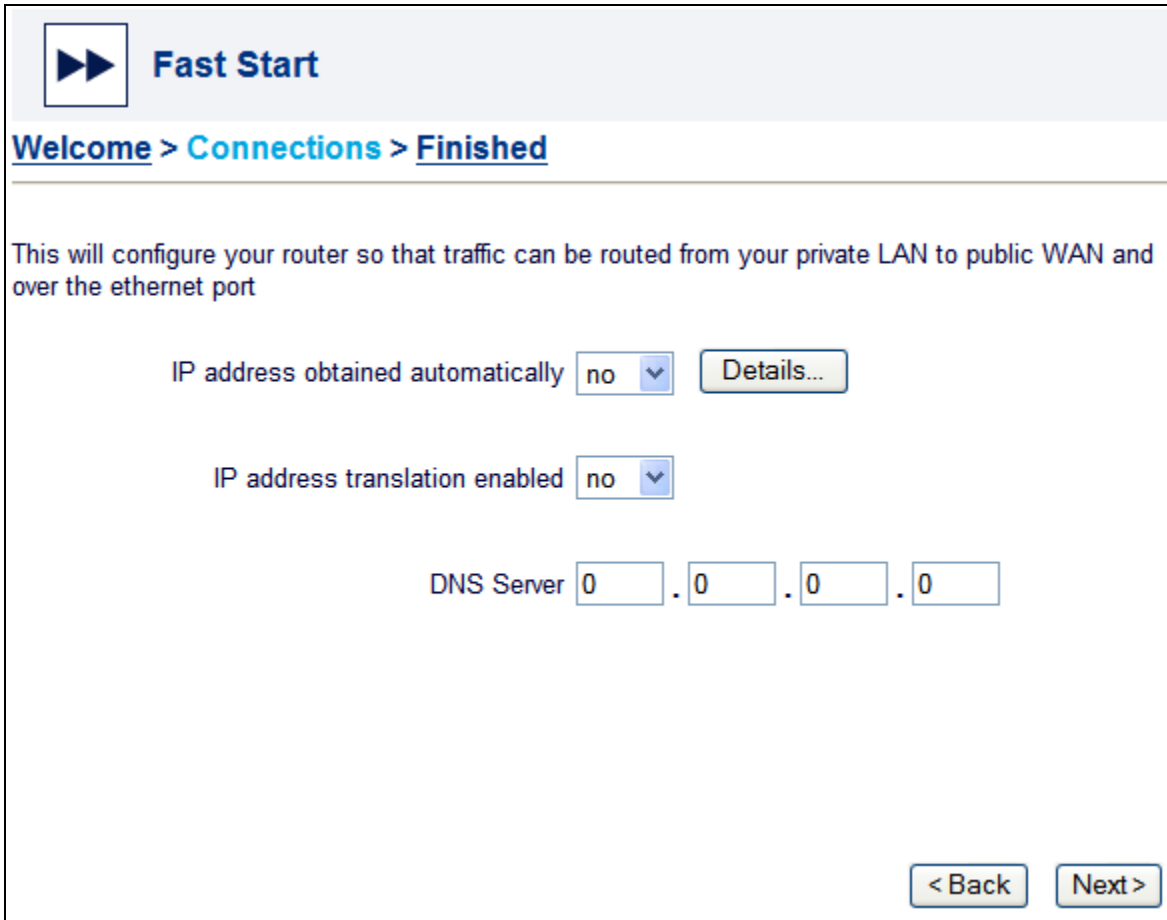 Fast Start
Welcome > Connections > Finished
This will configure your router so that traffic can be routed from your private LAN to public WAN and
over the ethernet port
IP address obtained automatically no Details...
IP address translation enabled no
DNS Server 0 . 0 . 0 . 0
< Back Next >